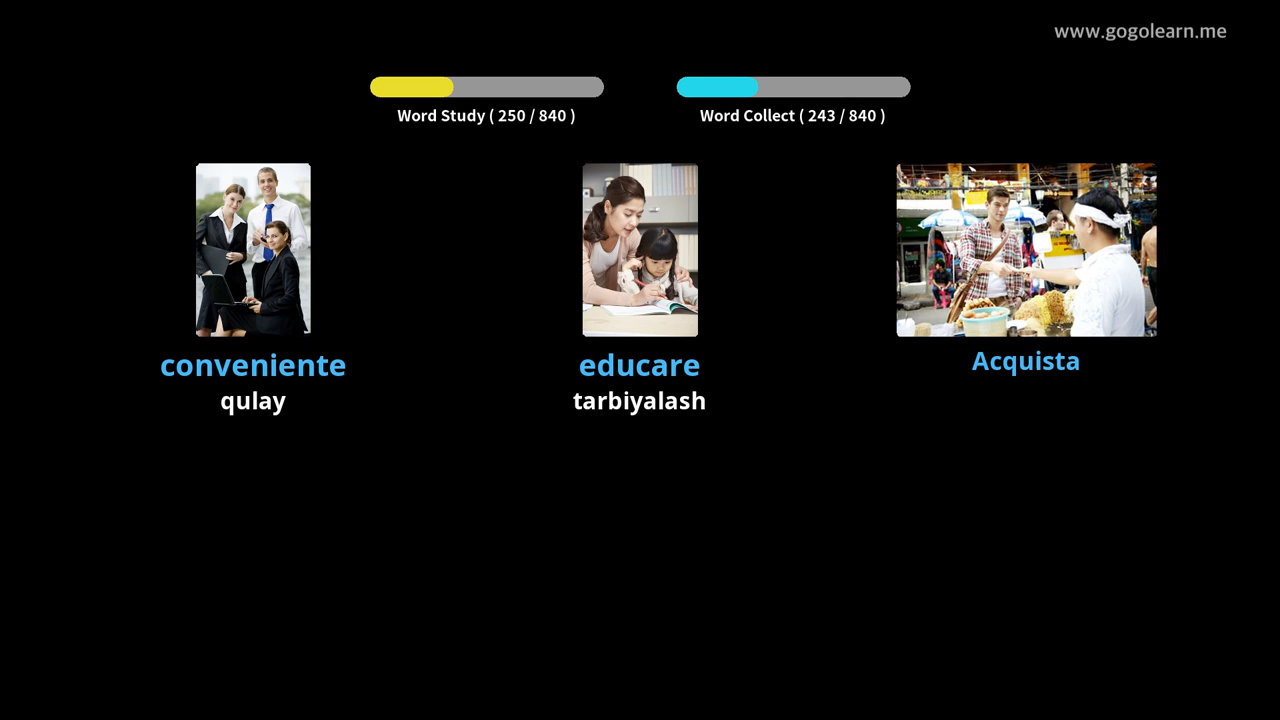 www.gogolearn.me
Word Study ( 250 / 840 )
Word Collect ( 243 / 840 )
conveniente
qulay
educare
tarbiyalash
Acquista